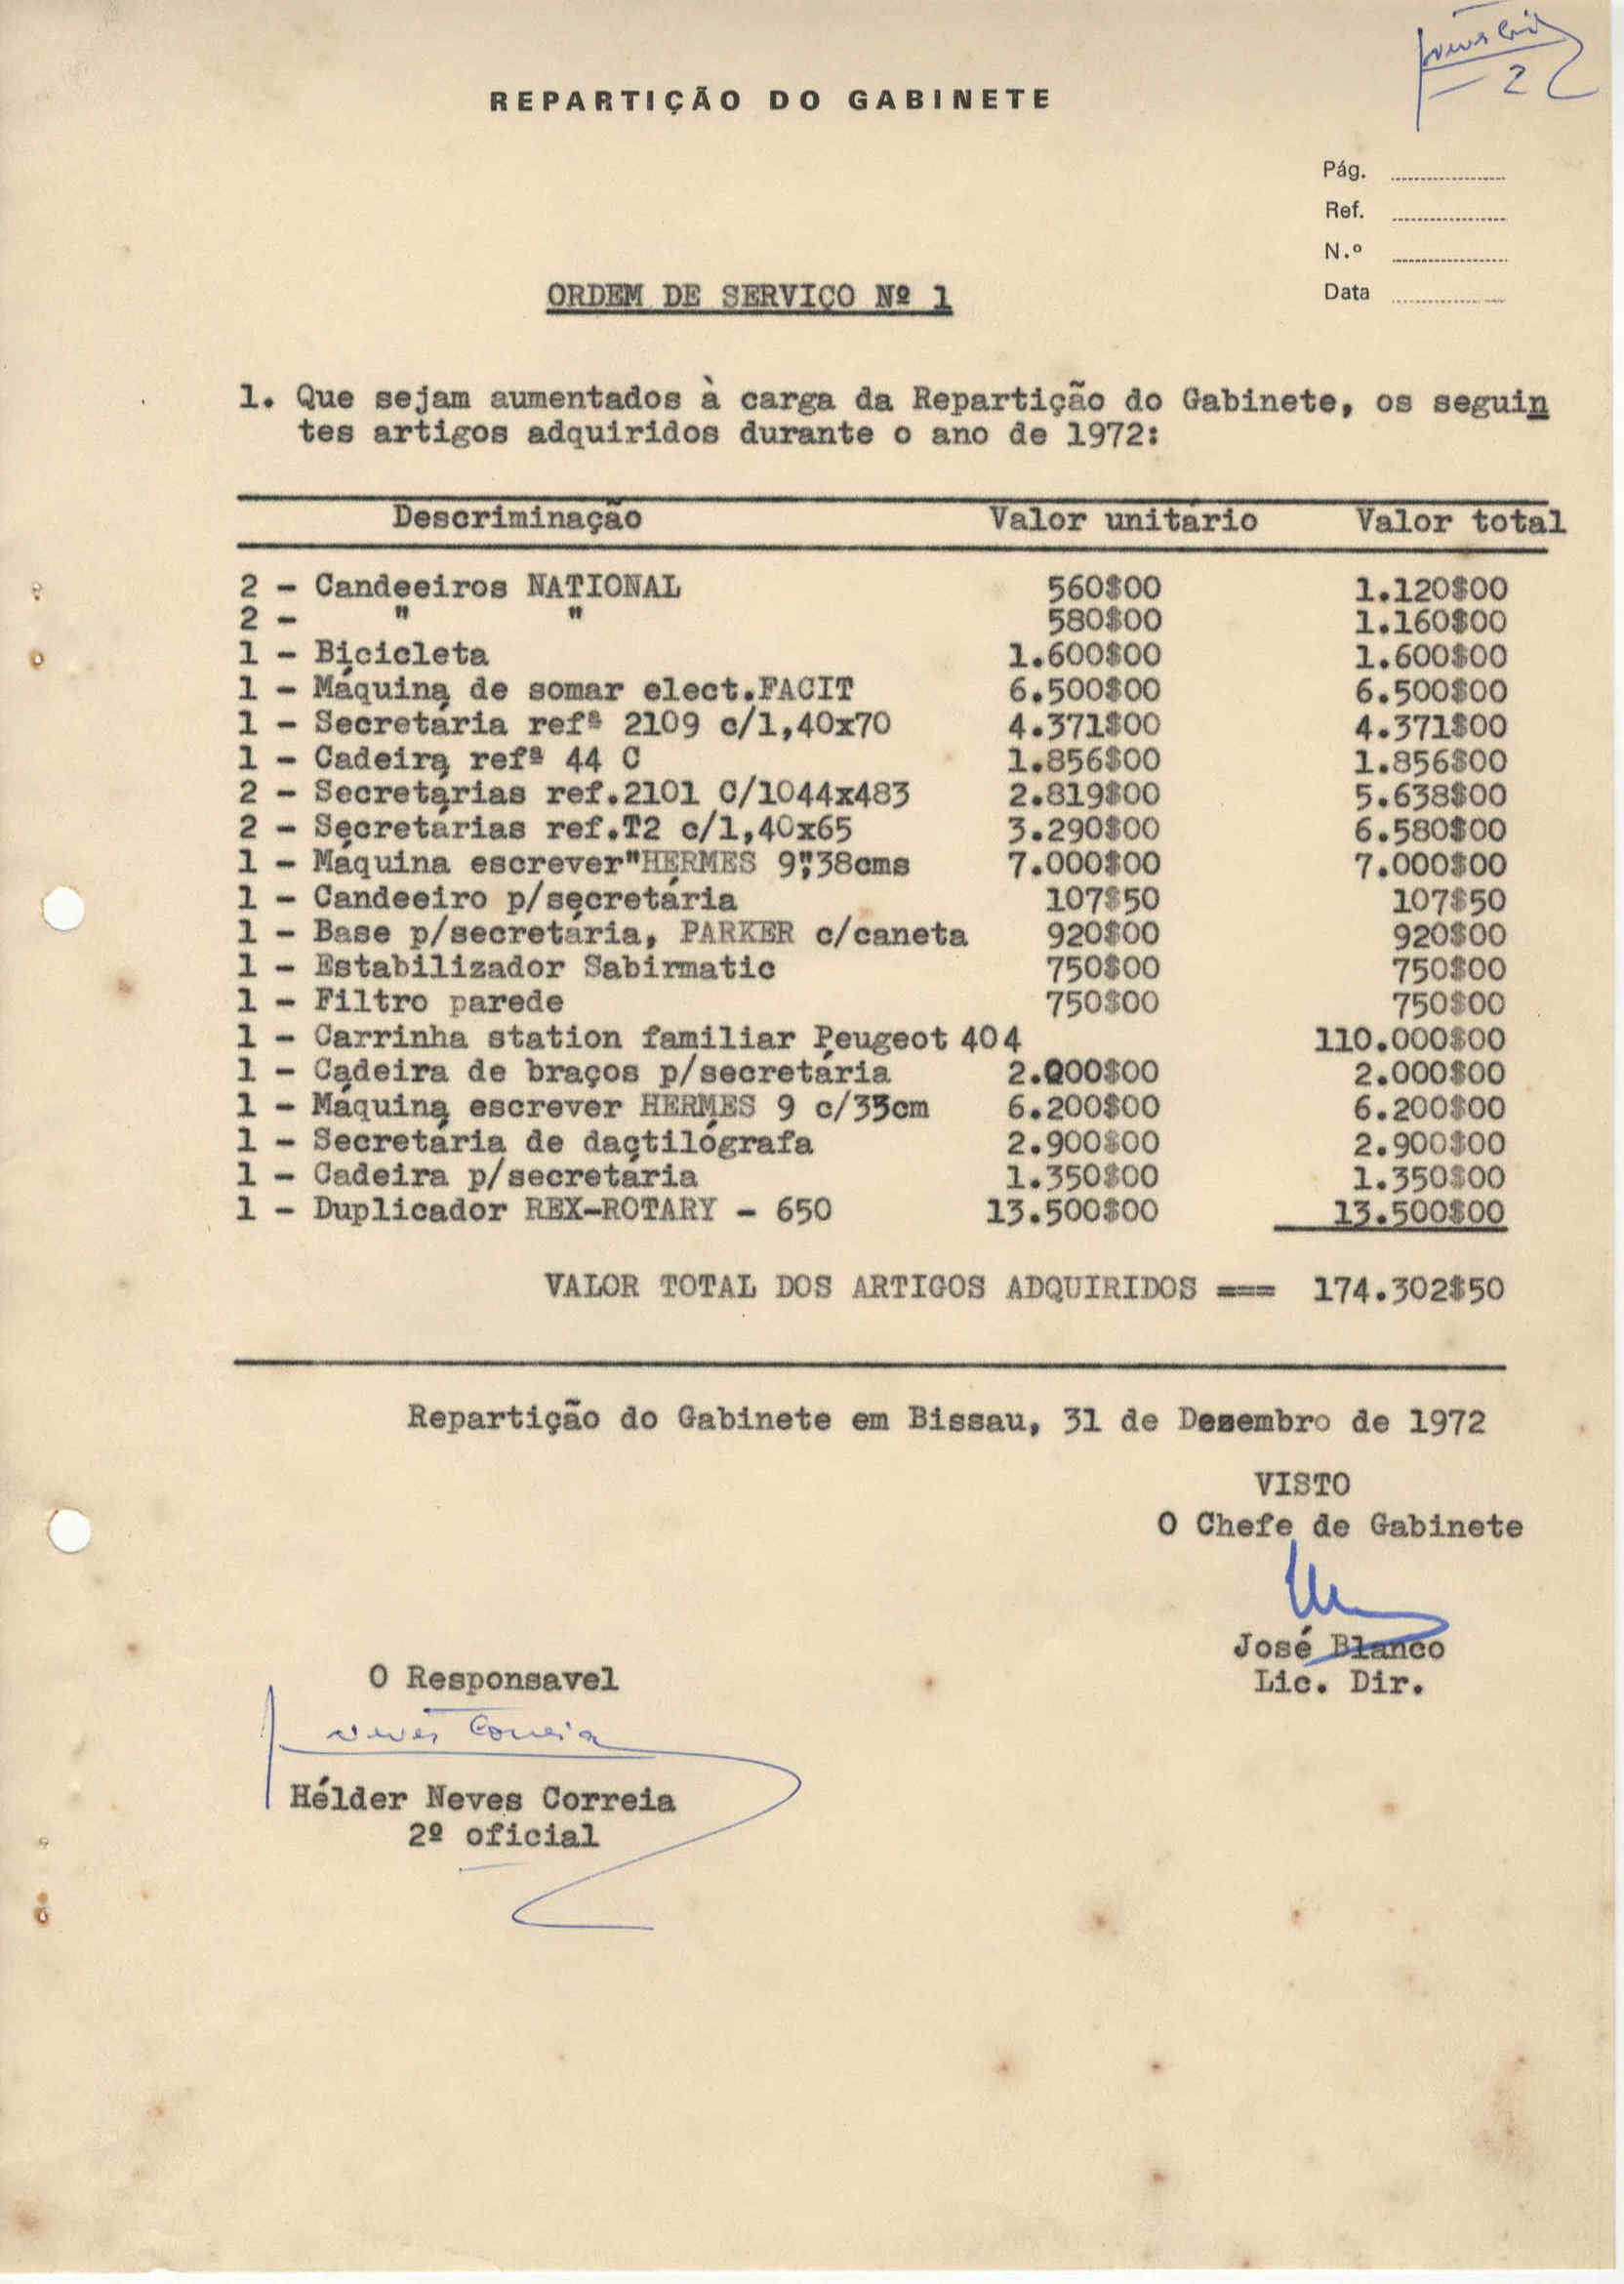 Neves Correia
2
REPARTIÇÃO DO GABINETE
Pág.
Ref.
N.º
Data
ORDEM DE SERVIÇO Nº 1
1. Que sejam aumentados à carga da Repartição do Gabinete, os seguin
tes artigos adquiridos durante o ano de 1972:
Descriminação Valor unitário Valor total
2 - Candeeiros NATIONAL 560$00 1.120$00
2 - " " 580$00 1.160$00
1 - Bicicleta 1.600$00 1.600$00
1 - Máquina de somar elect.FACIT 6.500$00 6.500$00
1 - Secretária refª 2109 c/1,40x70 4.371$00 4.371$00
1 - Cadeira refª 44 C 1.856$00 1.856$00
2 - Secretárias ref.2101 C/1044x483 2.819$00 5.638$00
2 - Secretárias ref.T2 c/1,40x65 3.290$00 6.580$00
1 - Máquina escrever"HERMES 9",38cms 7.000$00 7.000$00
1 - Candeeiro p/secretária 107$50 107$50
1 - Base p/secretária, PARKER c/caneta 920$00 920$00
1 - Estabilizador Sabirmatic 750$00 750$00
1 - Filtro parede 750$00 750$00
1 - Carrinha station familiar Peugeot 404 110.000$00
1 - Cadeira de braços p/secretária 2.000$00 2.000$00
1 - Máquina escrever HERMES 9 c/33cm 6.200$00 6.200$00
1 - Secretária de dactilógrafa 2.900$00 2.900$00
1 - Cadeira p/secretária 1.350$00 1.350$00
1 - Duplicador REX-ROTARY - 650 13.500$00 13.500$00
VALOR TOTAL DOS ARTIGOS ADQUIRIDOS === 174.302$50
Repartição do Gabinete em Bissau, 31 de Dezembro de 1972
VISTO
O Chefe de Gabinete
José Blanco
Lic. Dir.
O Responsavel
Neves Correia
Hélder Neves Correia
2º oficial